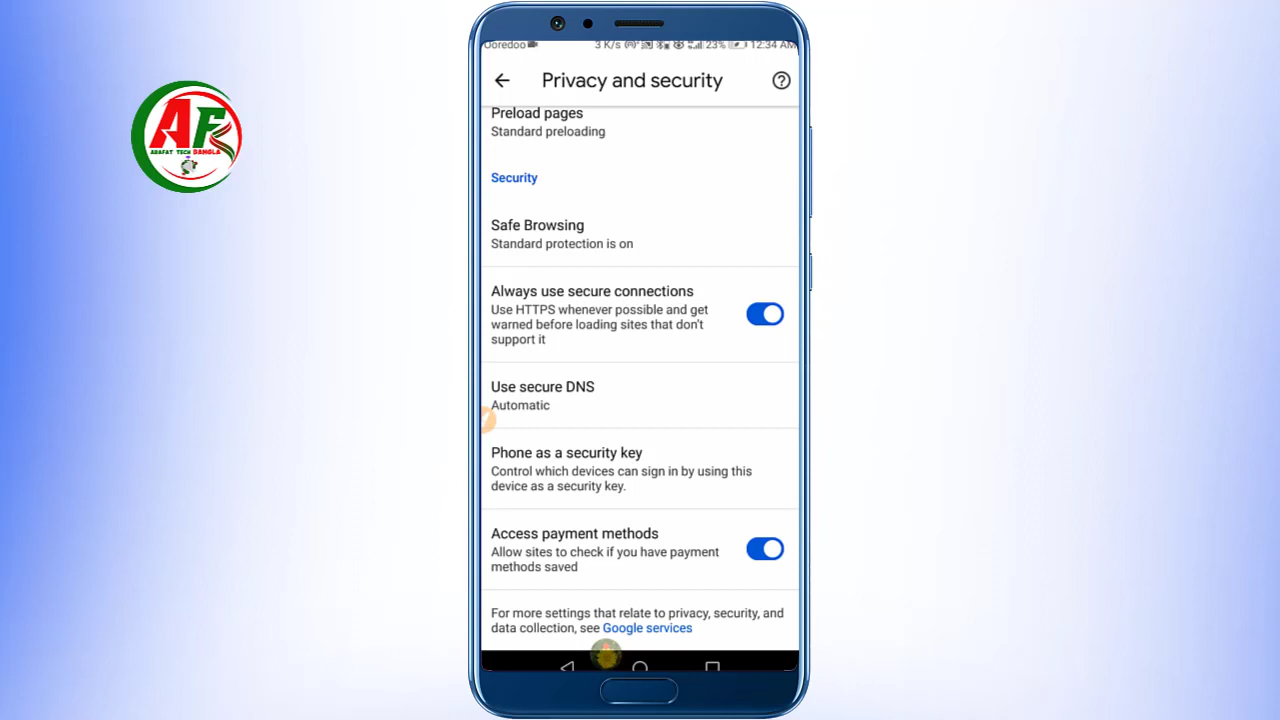 Ooredoo
3 K/s
23%
12:34 AM
Privacy and security
Preload pages
Standard preloading
Security
Safe Browsing
Standard protection is on
Always use secure connections
Use HTTPS whenever possible and get
warned before loading sites that don't
support it
Use secure DNS
Automatic
Phone as a security key
Control which devices can sign in by using this
device as a security key.
Access payment methods
Allow sites to check if you have payment
methods saved
For more settings that relate to privacy, security, and
data collection, see Google services
AF
ARAFAT TECH BANGLA